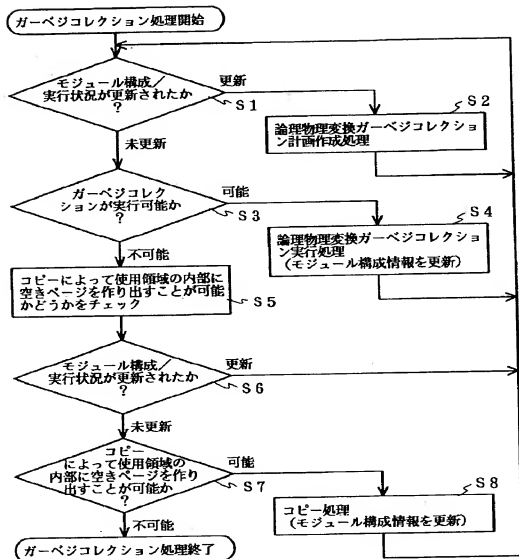 ガーベジコレクション処理開始
モジュール構成／
実行状況が更新されたか
？
更新
S1
S2
論理物理変換ガーベジコレクショ
ン計画作成処理
未更新
ガーベジコレク
ションが実行可能か
？
可能
S3
S4
論理物理変換ガーベジコレクショ
ン実行処理
（モジュール構成情報を更新）
不可能
コピーによって使用領域の内部に
空きページを作り出すことが可能
かどうかをチェック
S5
モジュール構成／
実行状況が更新されたか
？
更新
S6
未更新
コピー
によって使用領域の
内部に空きページを作り
出すことが可能か
？
可能
S7
S8
コピー処理
（モジュール構成情報を更新）
不可能
ガーベジコレクション処理終了